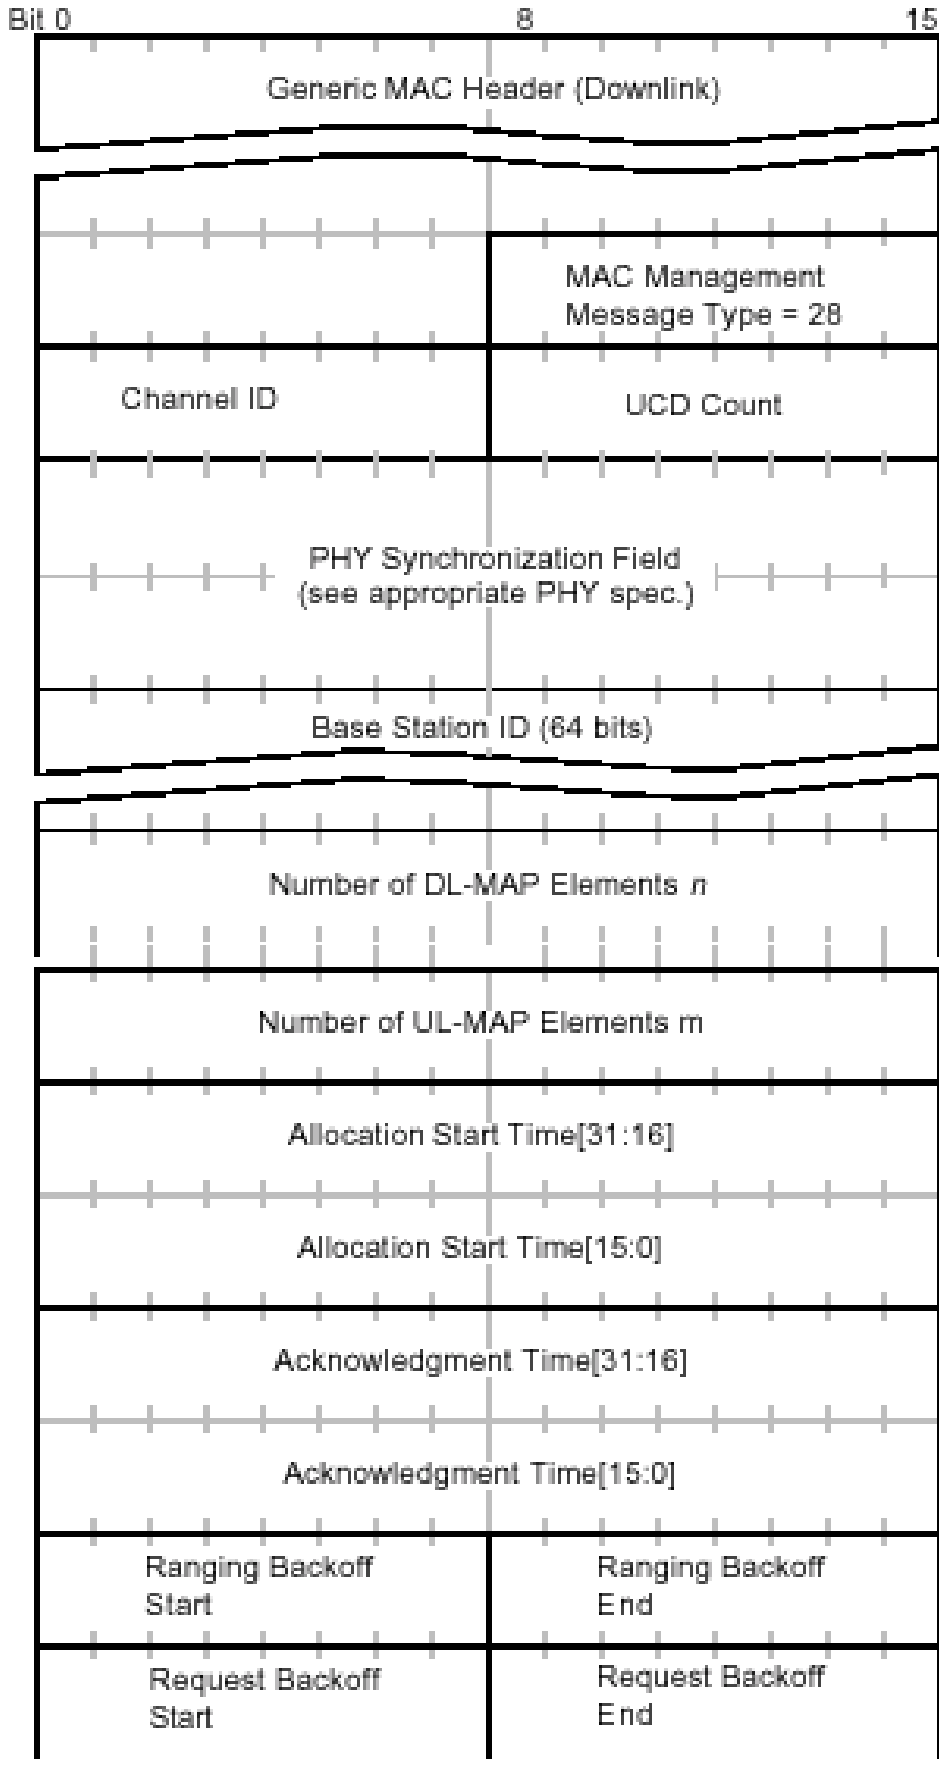 Bit 0 8 15
Generic MAC Header (Downlink)
MAC Management
Message Type = 28
Channel ID
UCD Count
PHY Synchronization Field
(see appropriate PHY spec.)
Base Station ID (64 bits)
Number of DL-MAP Elements n
Number of UL-MAP Elements m
Allocation Start Time[31:16]
Allocation Start Time[15:0]
Acknowledgment Time[31:16]
Acknowledgment Time[15:0]
Ranging Backoff
Start
Ranging Backoff
End
Request Backoff
Start
Request Backoff
End